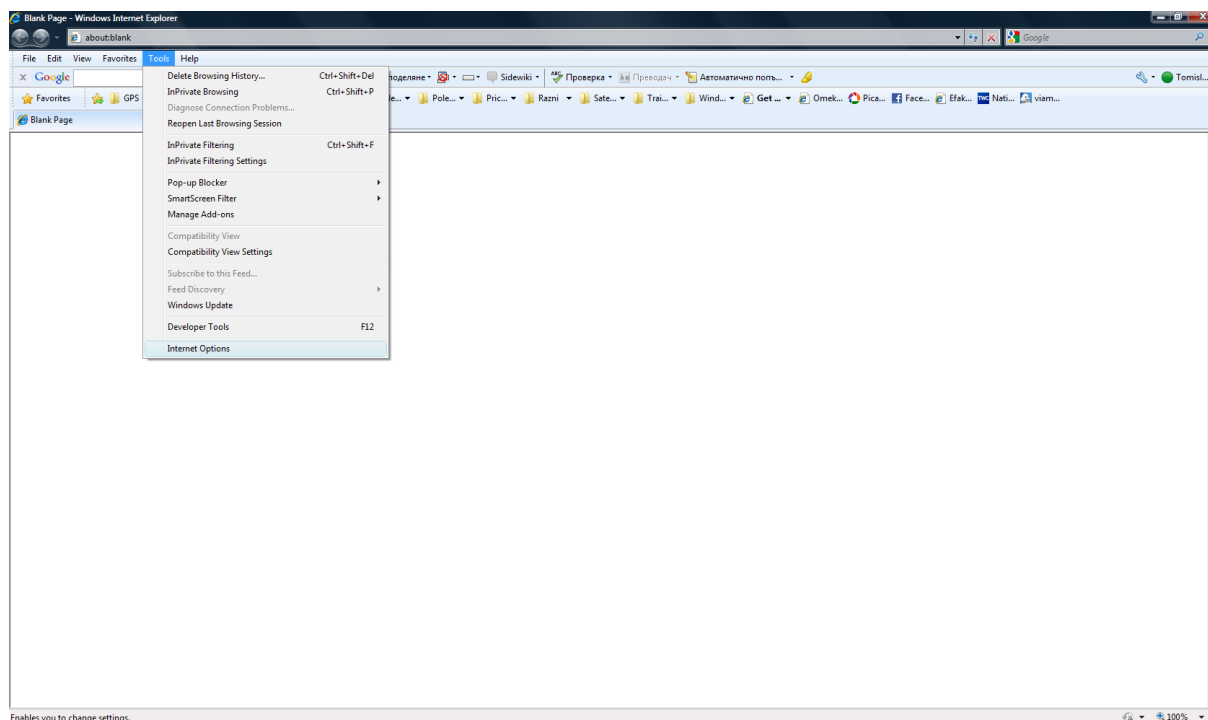 Blank Page - Windows Internet Explorer
about:blank Google
File Edit View Favorites Tools Help
x Google поделяне Sidewiki ABC Проверка Преводач Автоматично попъ... Tomisl...
Favorites GPS le... Pole... Pric... Razni Sate... Trai... Wind... Get ... Omek... Pica... Face... Efak... TWC Nati... viam...
Blank Page
Delete Browsing History... Ctrl+Shift+Del
InPrivate Browsing Ctrl+Shift+P
Diagnose Connection Problems...
Reopen Last Browsing Session
InPrivate Filtering Ctrl+Shift+F
InPrivate Filtering Settings
Pop-up Blocker
SmartScreen Filter
Manage Add-ons
Compatibility View
Compatibility View Settings
Subscribe to this Feed...
Feed Discovery
Windows Update
Developer Tools F12
Internet Options
Enables you to change settings. 100%